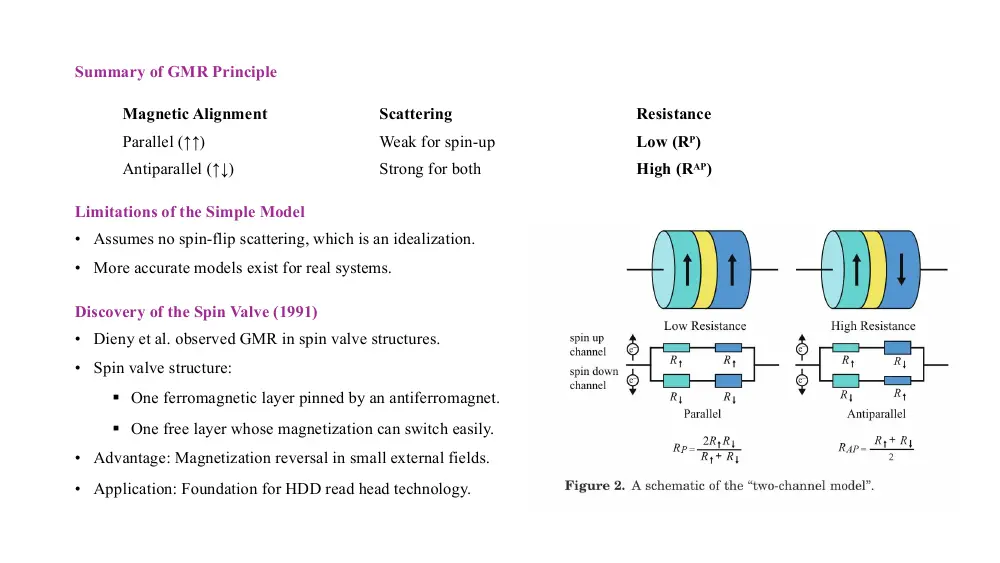 Summary of GMR Principle
Magnetic Alignment Scattering Resistance
Parallel (↑↑) Weak for spin-up Low (Rᴾ)
Antiparallel (↑↓) Strong for both High (Rᴬᴾ)
Limitations of the Simple Model
• Assumes no spin-flip scattering, which is an idealization.
• More accurate models exist for real systems.
Discovery of the Spin Valve (1991)
• Dieny et al. observed GMR in spin valve structures.
• Spin valve structure:
▪ One ferromagnetic layer pinned by an antiferromagnet.
▪ One free layer whose magnetization can switch easily.
• Advantage: Magnetization reversal in small external fields.
• Application: Foundation for HDD read head technology.
Low Resistance High Resistance
spin up
channel
e⁻ R↑ R↑ e⁻ R↑ R↓
spin down
channel
e⁻ R↓ R↓ e⁻ R↓ R↑
Parallel Antiparallel
R_P = 2R↑R↓ / R↑ + R↓
R_AP = R↑ + R↓ / 2
Figure 2. A schematic of the “two-channel model”.